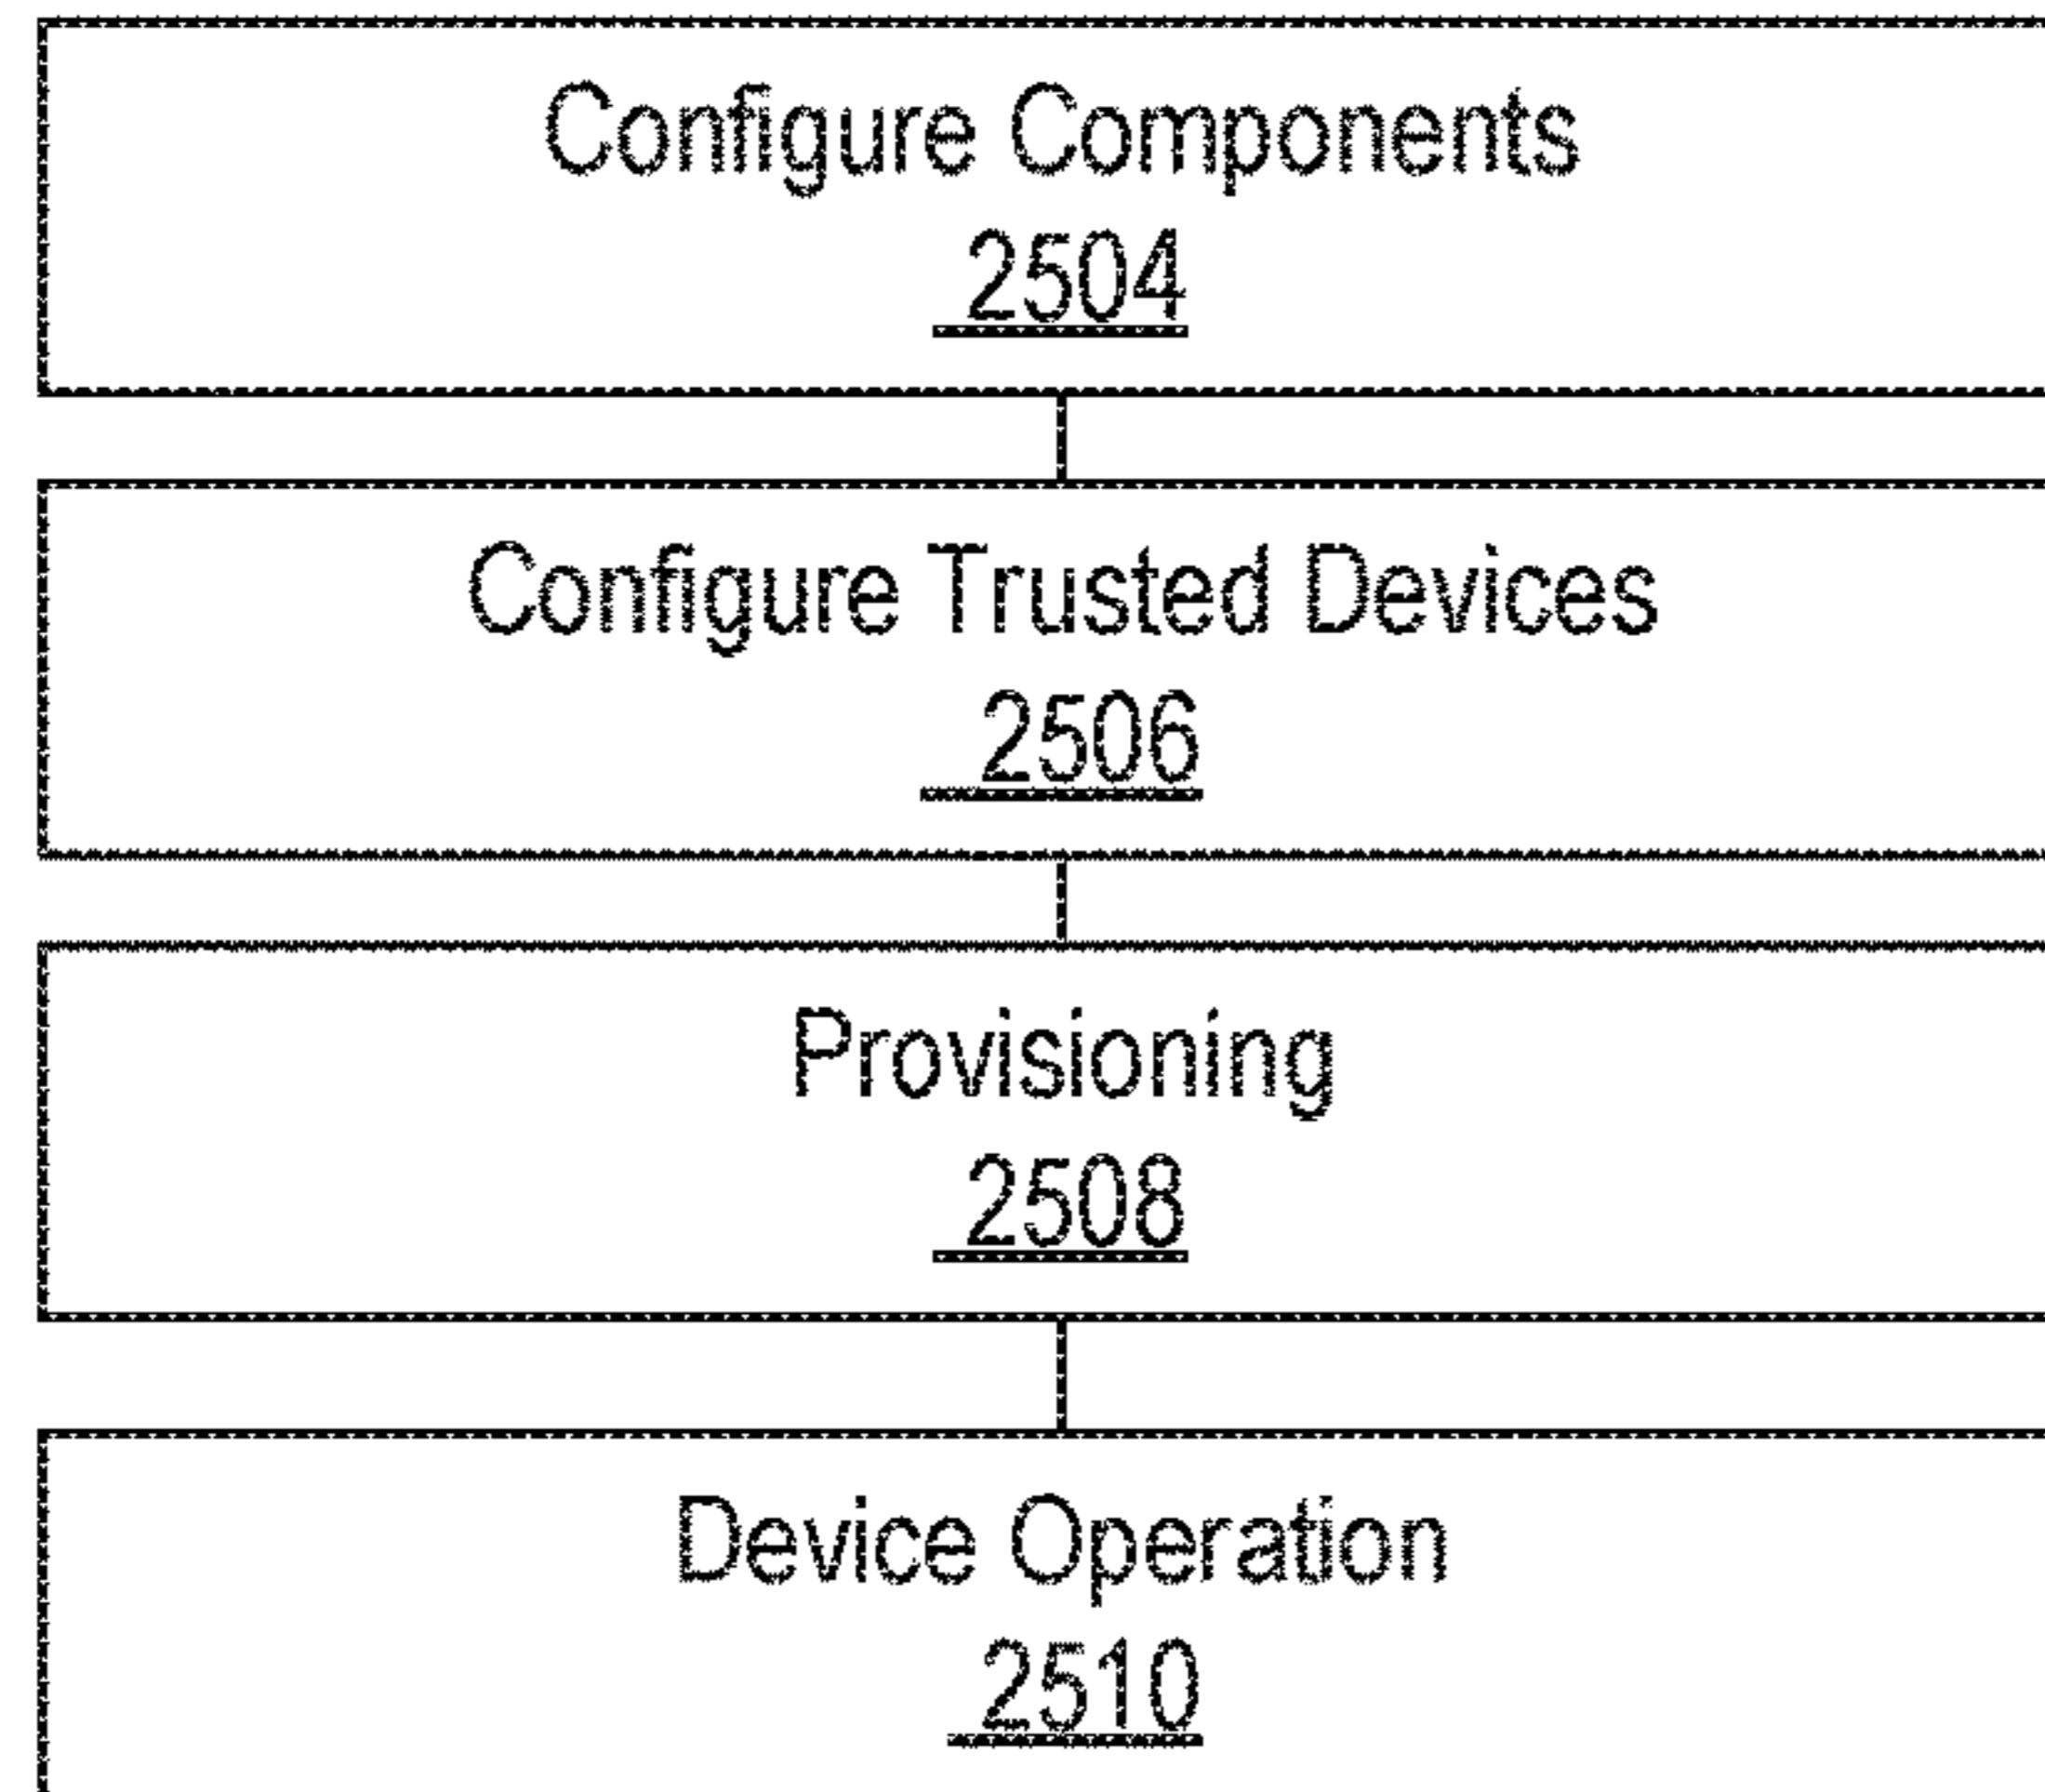 Configure Components
2504
Configure Trusted Devices
2506
Provisioning
2508
Device Operation
2510